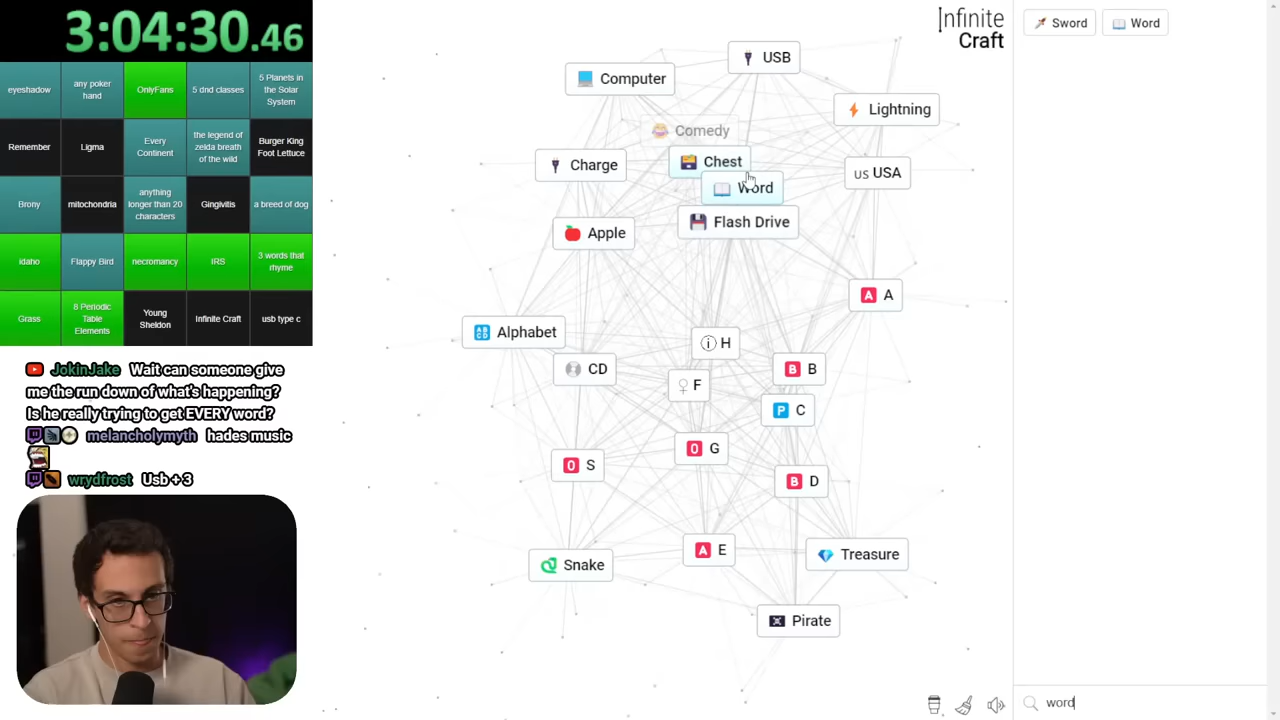 3:04:30.46
eyeshadow
any poker
hand
OnlyFans
5 dnd classes
5 Planets in
the Solar
System
Remember
Ligma
Every
Continent
the legend of
zelda breath
of the wild
Burger King
Foot Lettuce
Brony
mitochondria
anything
longer than 20
characters
Gingivitis
a breed of dog
idaho
Flappy Bird
necromancy
IRS
3 words that
rhyme
Grass
8 Periodic
Table
Elements
Young
Sheldon
Infinite Craft
usb type c
JokinJake Wait can someone give
me the run down of what's happening?
Is he really trying to get EVERY word?
melancholymyth hades music
wrydfrost Usb + 3
Infinite
Craft
USB
Computer
Lightning
Comedy
Chest
Charge
US USA
Word
Flash Drive
Apple
A A
ABCD Alphabet
H
CD
B B
F
P C
O G
O S
B D
A E
Treasure
Snake
Pirate
Sword
Word
word